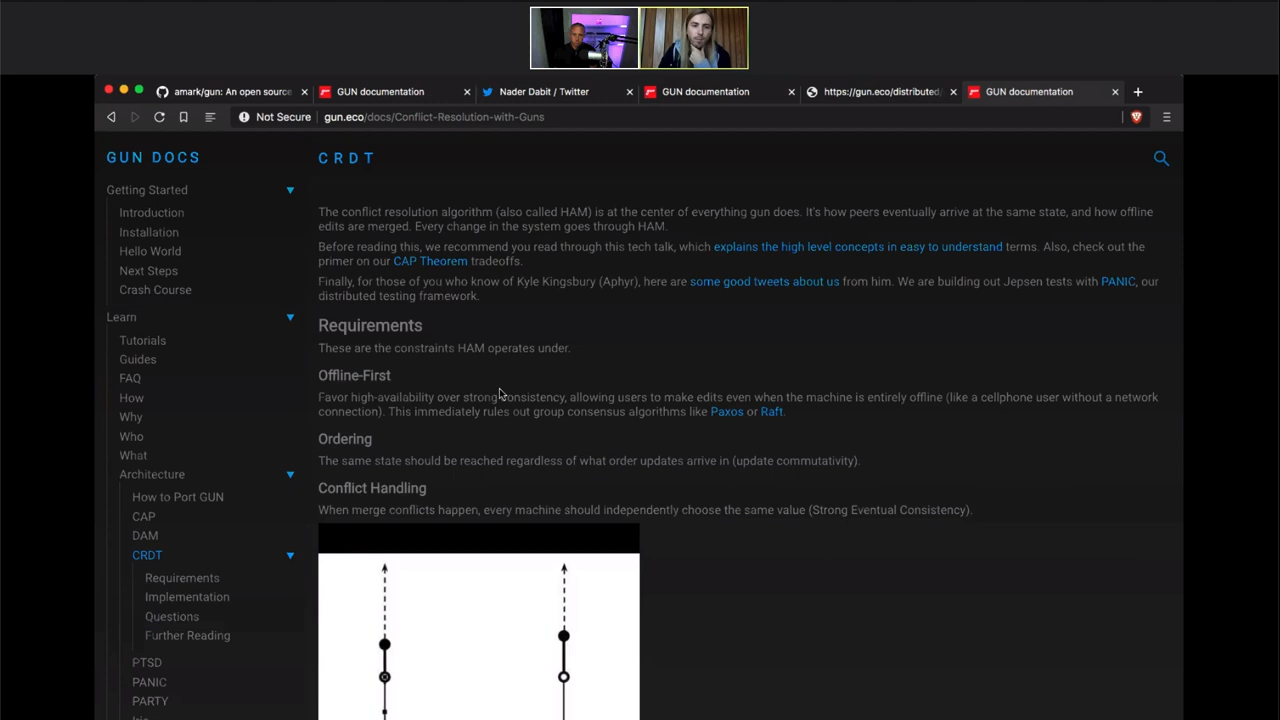 amark/gun: An open source
GUN documentation
Nader Dabit / Twitter
GUN documentation
https://gun.eco/distributed/
GUN documentation
Not Secure
gun.eco/docs/Conflict-Resolution-with-Guns
GUN DOCS
Getting Started
Introduction
Installation
Hello World
Next Steps
Crash Course
Learn
Tutorials
Guides
FAQ
How
Why
Who
What
Architecture
How to Port GUN
CAP
DAM
CRDT
Requirements
Implementation
Questions
Further Reading
PTSD
PANIC
PARTY
CRDT
The conflict resolution algorithm (also called HAM) is at the center of everything gun does. It's how peers eventually arrive at the same state, and how offline
edits are merged. Every change in the system goes through HAM.
Before reading this, we recommend you read through this tech talk, which explains the high level concepts in easy to understand terms. Also, check out the
primer on our CAP Theorem tradeoffs.
Finally, for those of you who know of Kyle Kingsbury (Aphyr), here are some good tweets about us from him. We are building out Jepsen tests with PANIC, our
distributed testing framework.
Requirements
These are the constraints HAM operates under.
Offline-First
Favor high-availability over strong consistency, allowing users to make edits even when the machine is entirely offline (like a cellphone user without a network
connection). This immediately rules out group consensus algorithms like Paxos or Raft.
Ordering
The same state should be reached regardless of what order updates arrive in (update commutativity).
Conflict Handling
When merge conflicts happen, every machine should independently choose the same value (Strong Eventual Consistency).